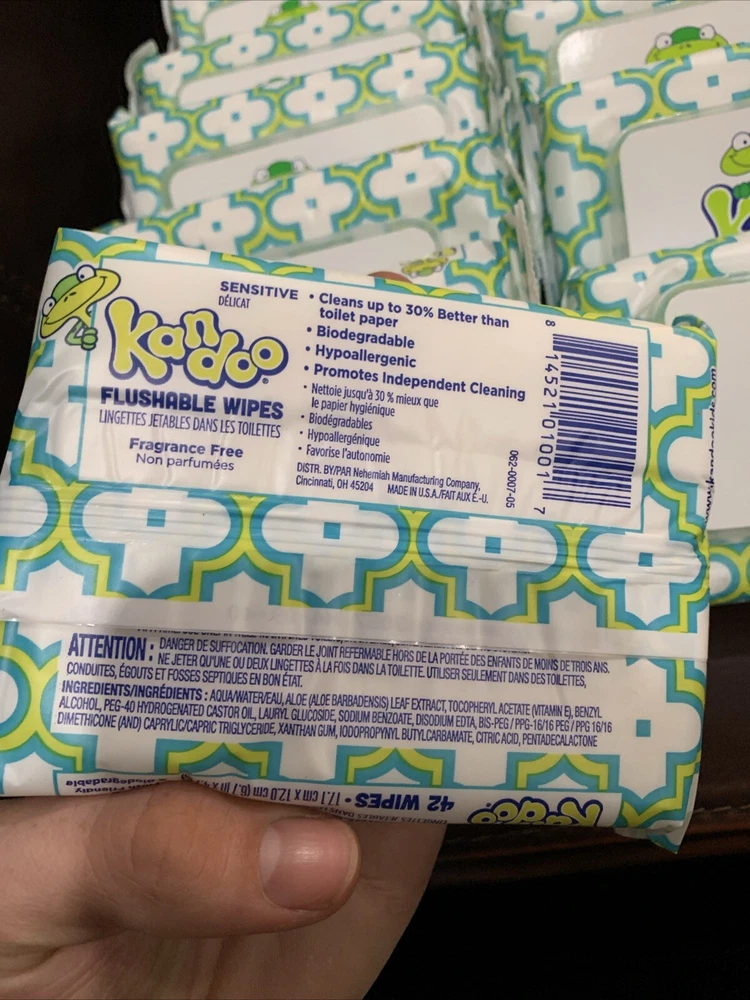 SENSITIVE
DÉLICAT
Kandoo
FLUSHABLE WIPES
LINGETTES JETABLES DANS LES TOILETTES
Fragrance Free
Non parfumées
• Cleans up to 30% Better than
toilet paper
• Biodegradable
• Hypoallergenic
• Promotes Independent Cleaning
• Nettoie jusqu'à 30 % mieux que
le papier hygiénique
• Biodégradables
• Hypoallergénique
• Favorise l'autonomie
DISTR. BY/PAR Nehemiah Manufacturing Company,
Cincinnati, OH 45204 MADE IN U.S.A./FAIT AUX É.-U.
062-0007-05
8 14521 01001 7
ATTENTION : DANGER DE SUFFOCATION. GARDER LE JOINT REFERMABLE HORS DE LA PORTÉE DES ENFANTS DE MOINS DE TROIS ANS.
NE JETER QU'UNE OU DEUX LINGETTES À LA FOIS DANS LA TOILETTE. UTILISER SEULEMENT DANS DES TOILETTES,
CONDUITES, ÉGOUTS ET FOSSES SEPTIQUES EN BON ÉTAT.
INGREDIENTS/INGRÉDIENTS : AQUA/WATER/EAU, ALOE (ALOE BARBADENSIS) LEAF EXTRACT, TOCOPHERYL ACETATE (VITAMIN E), BENZYL
ALCOHOL, PEG-40 HYDROGENATED CASTOR OIL, LAURYL GLUCOSIDE, SODIUM BENZOATE, DISODIUM EDTA, BIS-PEG / PPG-16/16 PEG / PPG 16/16
DIMETHICONE (AND) CAPRYLIC/CAPRIC TRIGLYCERIDE, XANTHAN GUM, IODOPROPYNYL BUTYLCARBAMATE, CITRIC ACID, PENTADECALACTONE
Kandoo
42 WIPES • 17.1 cm X 12.0 cm